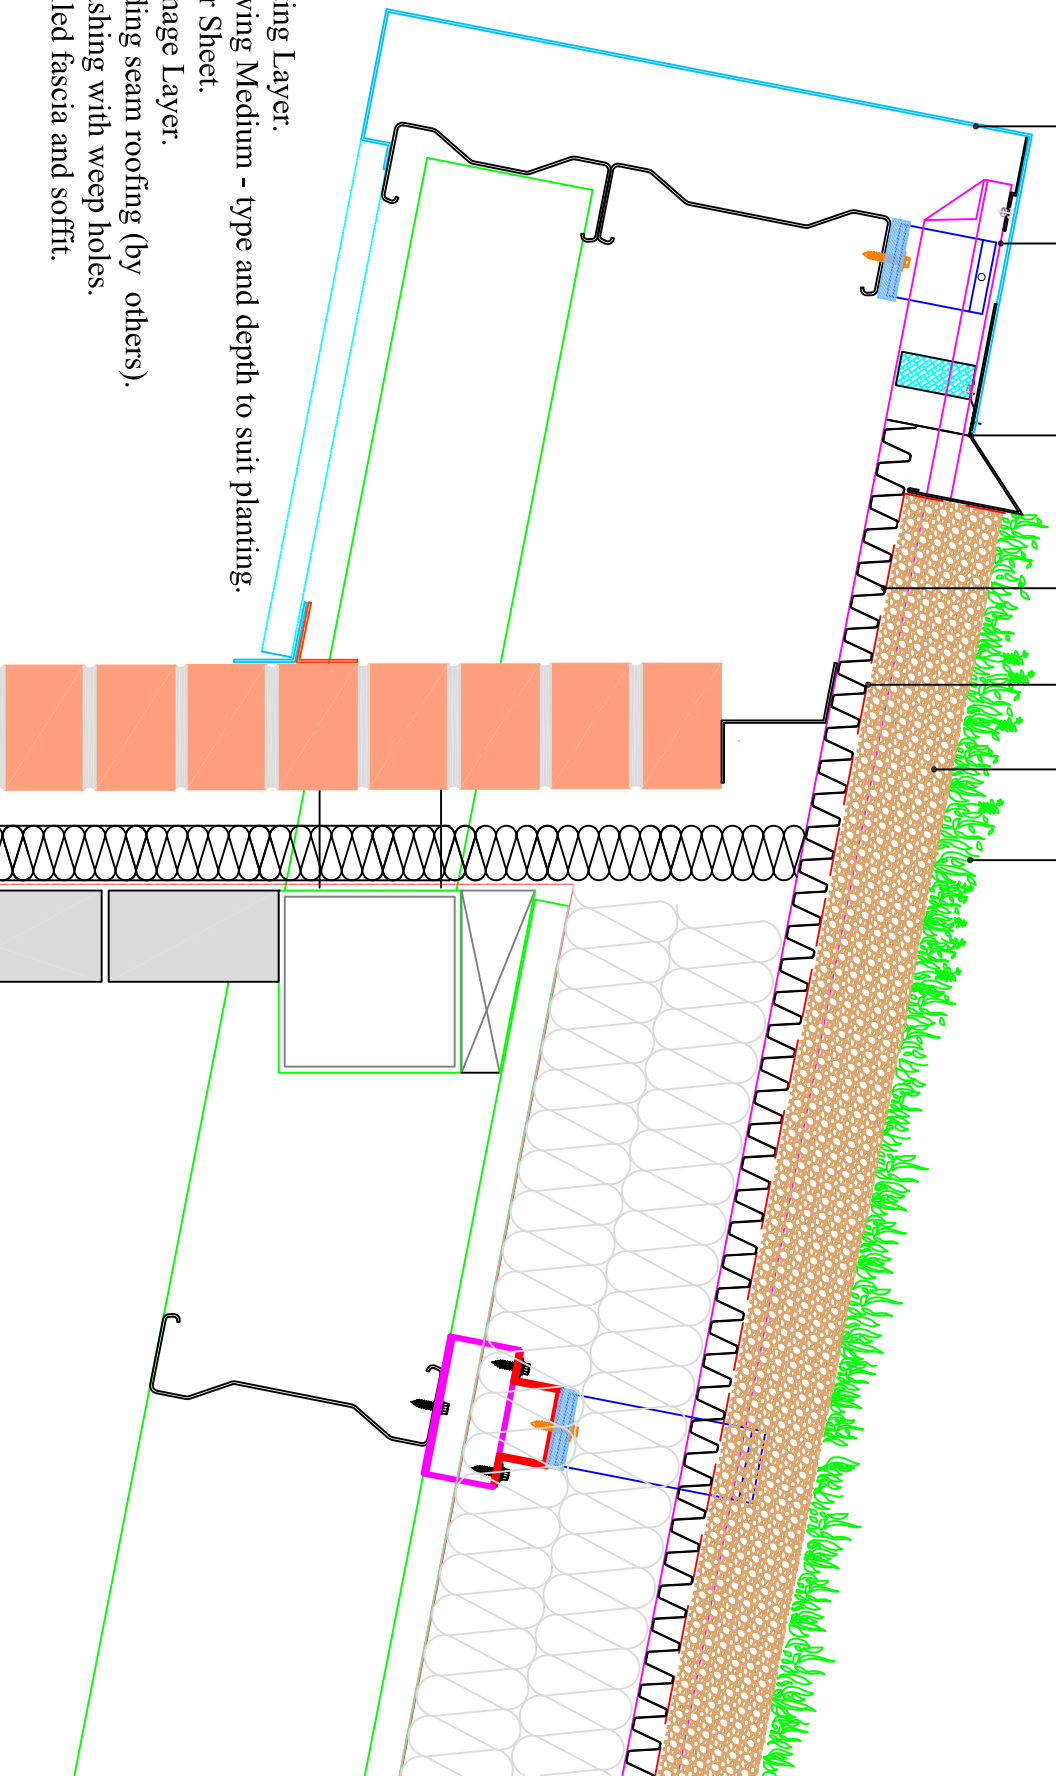 ing Layer.
ving Medium - type and depth to suit planting.
r Sheet.
nage Layer.
ding seam roofing (by others).
shing with weep holes.
led fascia and soffit.